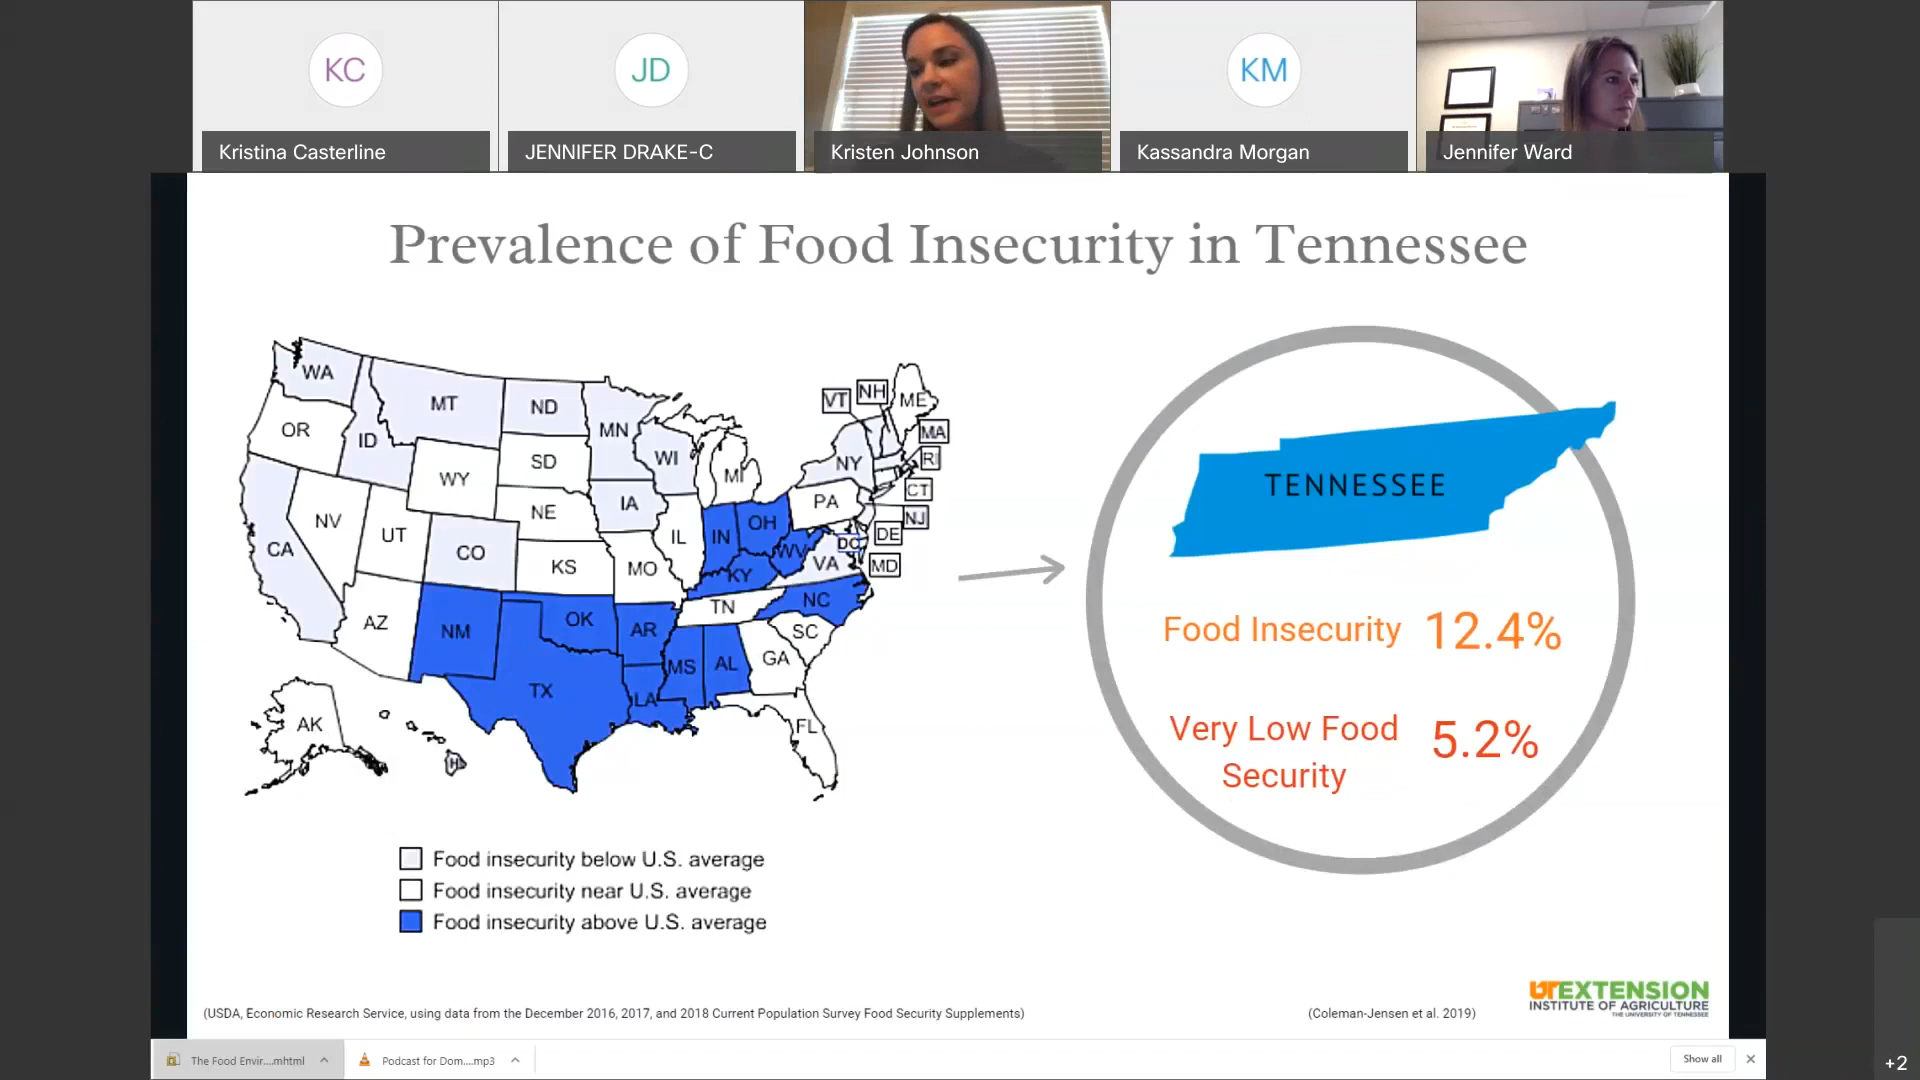 KC
JD
KM
Kristina Casterline
JENNIFER DRAKE-C
Kristen Johnson
Kassandra Morgan
Jennifer Ward
Prevalence of Food Insecurity in Tennessee
WA
MT
ND
MN
OR
ID
SD
WI
WY
MI
NY
VT
NH
ME
MA
RI
CT
NJ
DE
MD
DC
PA
IA
NE
NV
UT
CO
CA
KS
MO
IL
IN
OH
WV
VA
KY
TN
NC
SC
AZ
NM
OK
AR
TX
LA
MS
AL
GA
FL
AK
HI
Food insecurity below U.S. average
Food insecurity near U.S. average
Food insecurity above U.S. average
TENNESSEE
Food Insecurity 12.4%
Very Low Food
Security
5.2%
(USDA, Economic Research Service, using data from the December 2016, 2017, and 2018 Current Population Survey Food Security Supplements)
(Coleman-Jensen et al. 2019)
UTEXTENSION
INSTITUTE OF AGRICULTURE
THE UNIVERSITY OF TENNESSEE
The Food Envir....mhtml
Podcast for Dom....mp3
Show all
+2